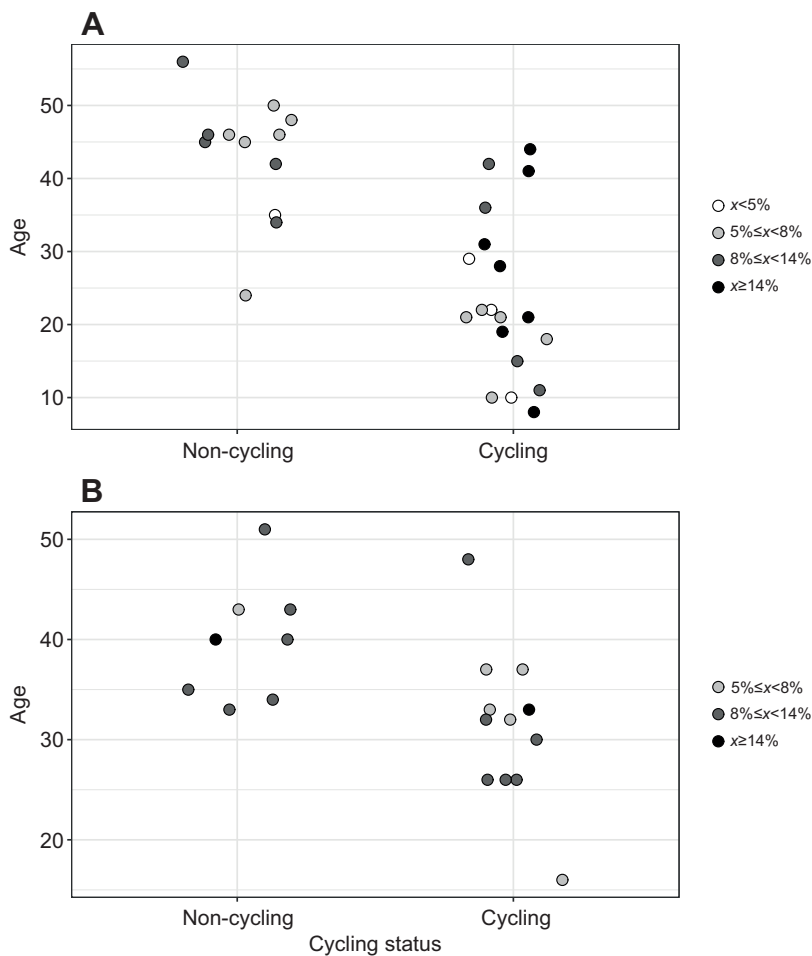 A
Age
50
40
30
20
10
Non-cycling
Cycling
x<5%
5%≤x<8%
8%≤x<14%
x≥14%
B
Age
50
40
30
20
Non-cycling
Cycling
Cycling status
5%≤x<8%
8%≤x<14%
x≥14%